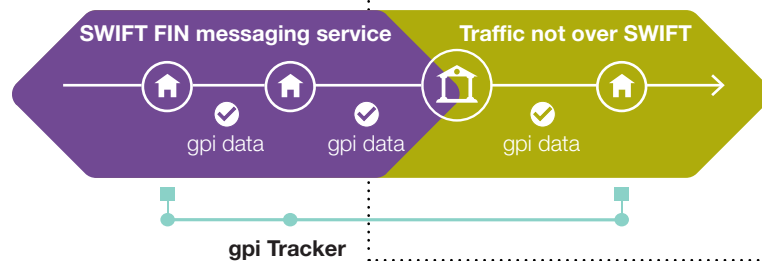 SWIFT FIN messaging service
Traffic not over SWIFT
gpi data
gpi data
gpi data
gpi Tracker